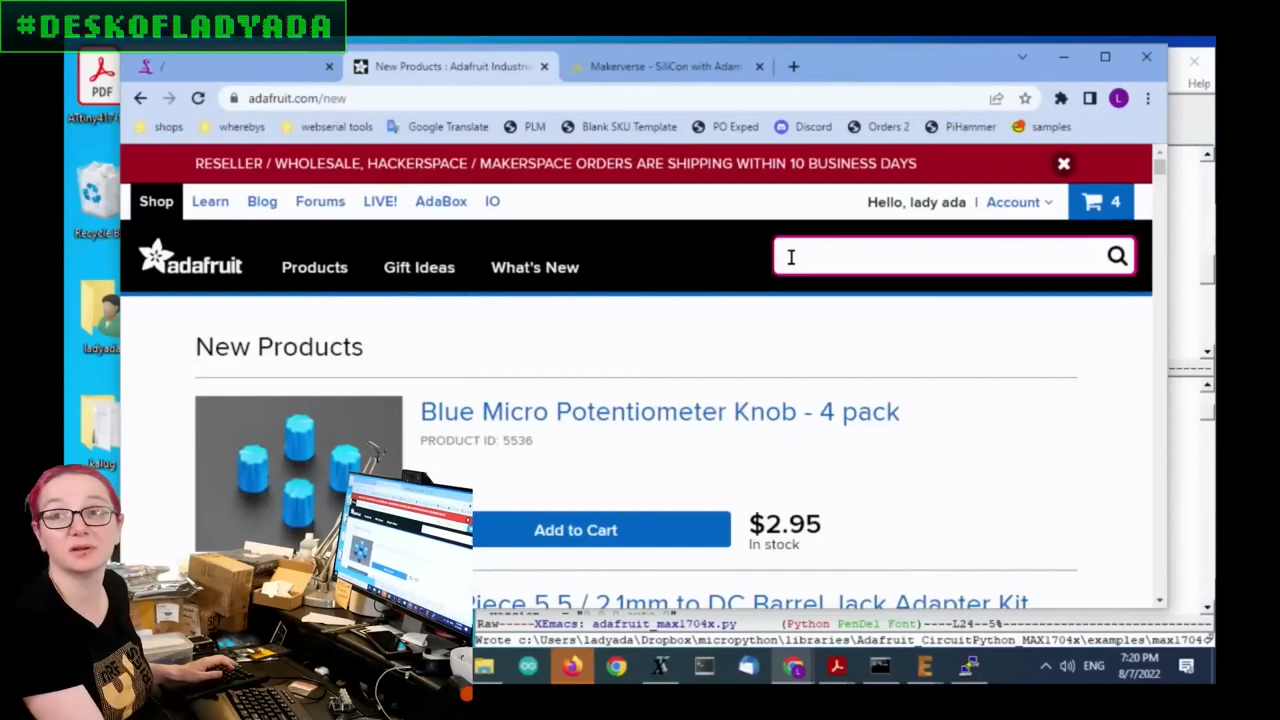 #DESKOFLADYADA
PDF
New Products : Adafruit Industri
Makerverse - SiliCon with Adam
Help
adafruit.com/new
L
shops
wherebys
webserial tools
Google Translate
PLM
Blank SKU Template
PO Exped
Discord
Orders 2
PiHammer
samples
RESELLER / WHOLESALE, HACKERSPACE / MAKERSPACE ORDERS ARE SHIPPING WITHIN 10 BUSINESS DAYS
Shop Learn Blog Forums LIVE! AdaBox IO
Hello, lady ada | Account 4
Recycle B
adafruit Products Gift Ideas What's New
ladyada
New Products
Blue Micro Potentiometer Knob - 4 pack
PRODUCT ID: 5536
kalug
Add to Cart $2.95
In stock
Piece 5.5 / 2.1mm to DC Barrel Jack Adapter Kit
Raw-----XEmacs: adafruit_max1704x.py (Python PenDel Font)----L24--5%
Wrote c:\Users\ladyada\Dropbox\micropython\libraries\Adafruit_CircuitPython_MAX1704x\examples\max1704
ENG
7:20 PM
8/7/2022